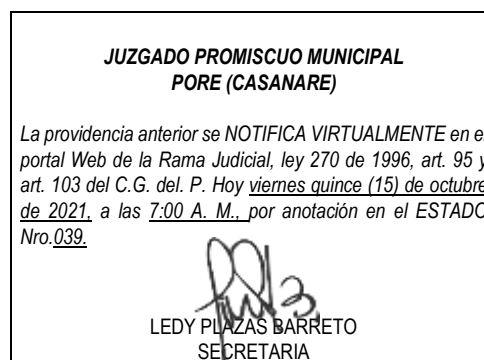 JUZGADO PROMISCUO MUNICIPAL
PORE (CASANARE)
La providencia anterior se NOTIFICA VIRTUALMENTE en e
portal Web de la Rama Judicial, ley 270 de 1996, art. 95 y
art. 103 del C.G. del. P. Hoy viernes quince (15) de octubre
de 2021, a las 7:00 A. M., por anotación en el ESTADO
Nro.039.
LEDY PLAZAS BARRETO
SECRETARIA